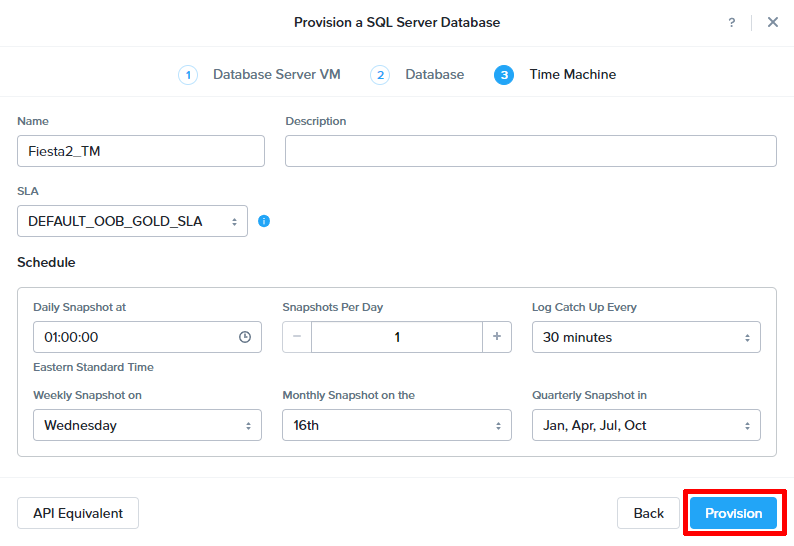 Provision a SQL Server Database
?
1 Database Server VM 2 Database 3 Time Machine
Name Description
Fiesta2_TM
SLA
DEFAULT_OOB_GOLD_SLA
Schedule
Daily Snapshot at Snapshots Per Day Log Catch Up Every
01:00:00 − 1 + 30 minutes
Eastern Standard Time
Weekly Snapshot on Monthly Snapshot on the Quarterly Snapshot in
Wednesday 16th Jan, Apr, Jul, Oct
API Equivalent Back Provision